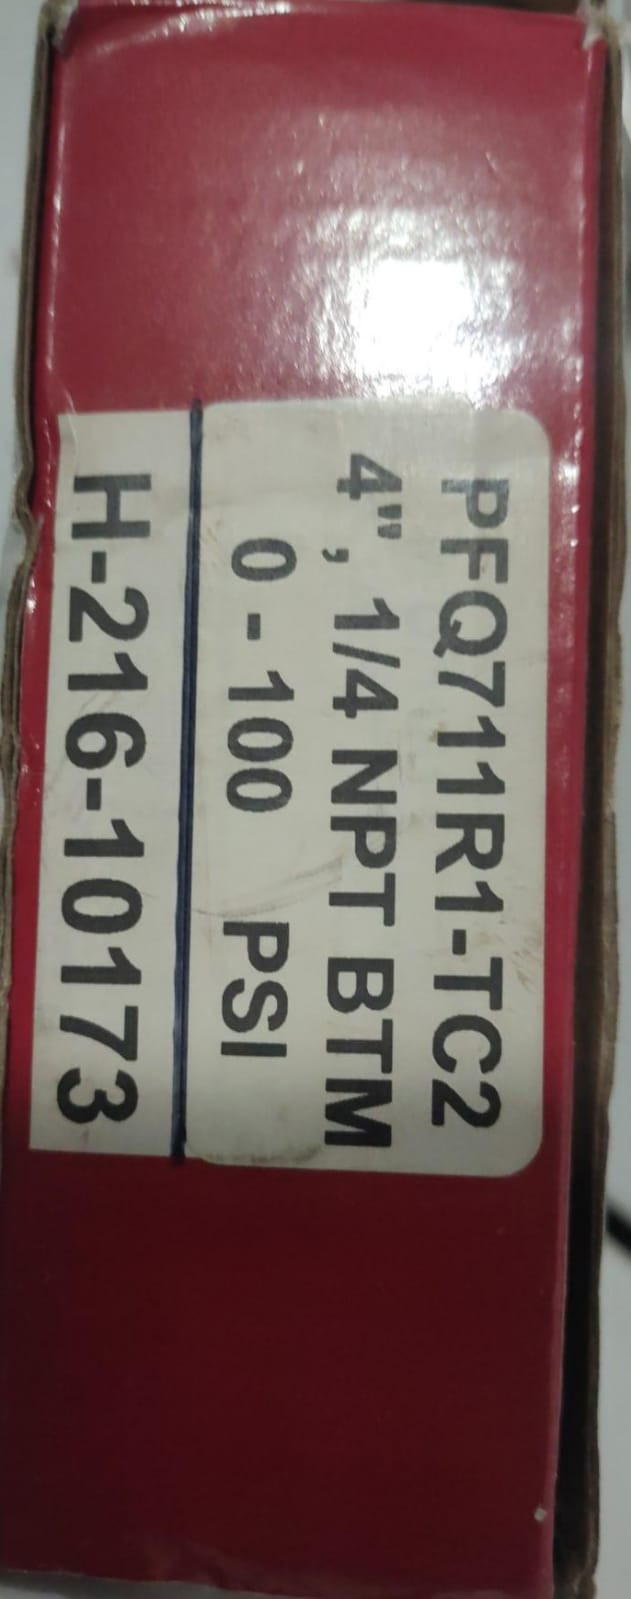 PFQ711R1-TC2
4", 1/4 NPT BTM
0 - 100 PSI
H-216-10173